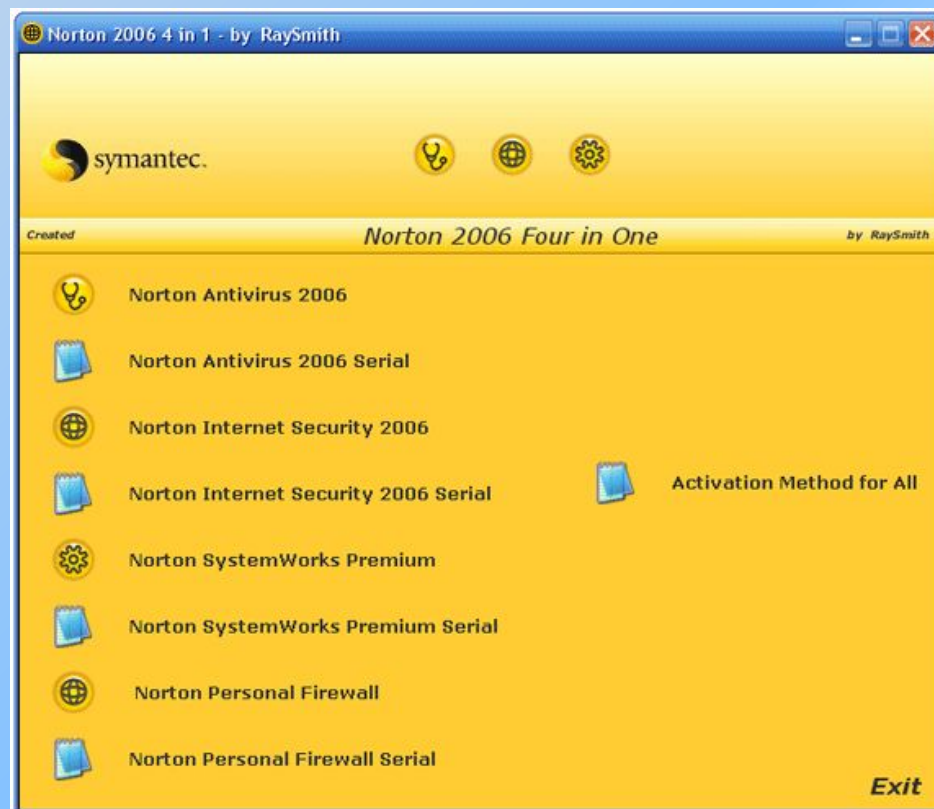 Norton 2006 4 in 1 - by RaySmith
symantec.
Created
Norton 2006 Four in One
by RaySmith
Norton Antivirus 2006
Norton Antivirus 2006 Serial
Norton Internet Security 2006
Norton Internet Security 2006 Serial
Activation Method for All
Norton SystemWorks Premium
Norton SystemWorks Premium Serial
Norton Personal Firewall
Norton Personal Firewall Serial
Exit